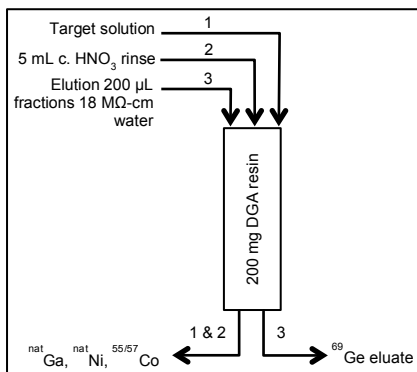 Target solution 1
5 mL c. HNO₃ rinse 2
Elution 200 µL 3
fractions 18 MΩ-cm
water
200 mg DGA resin
1 & 2 3
ⁿᵃᵗGa, ⁿᵃᵗNi, ⁵⁵/⁵⁷Co ⁶⁹Ge eluate